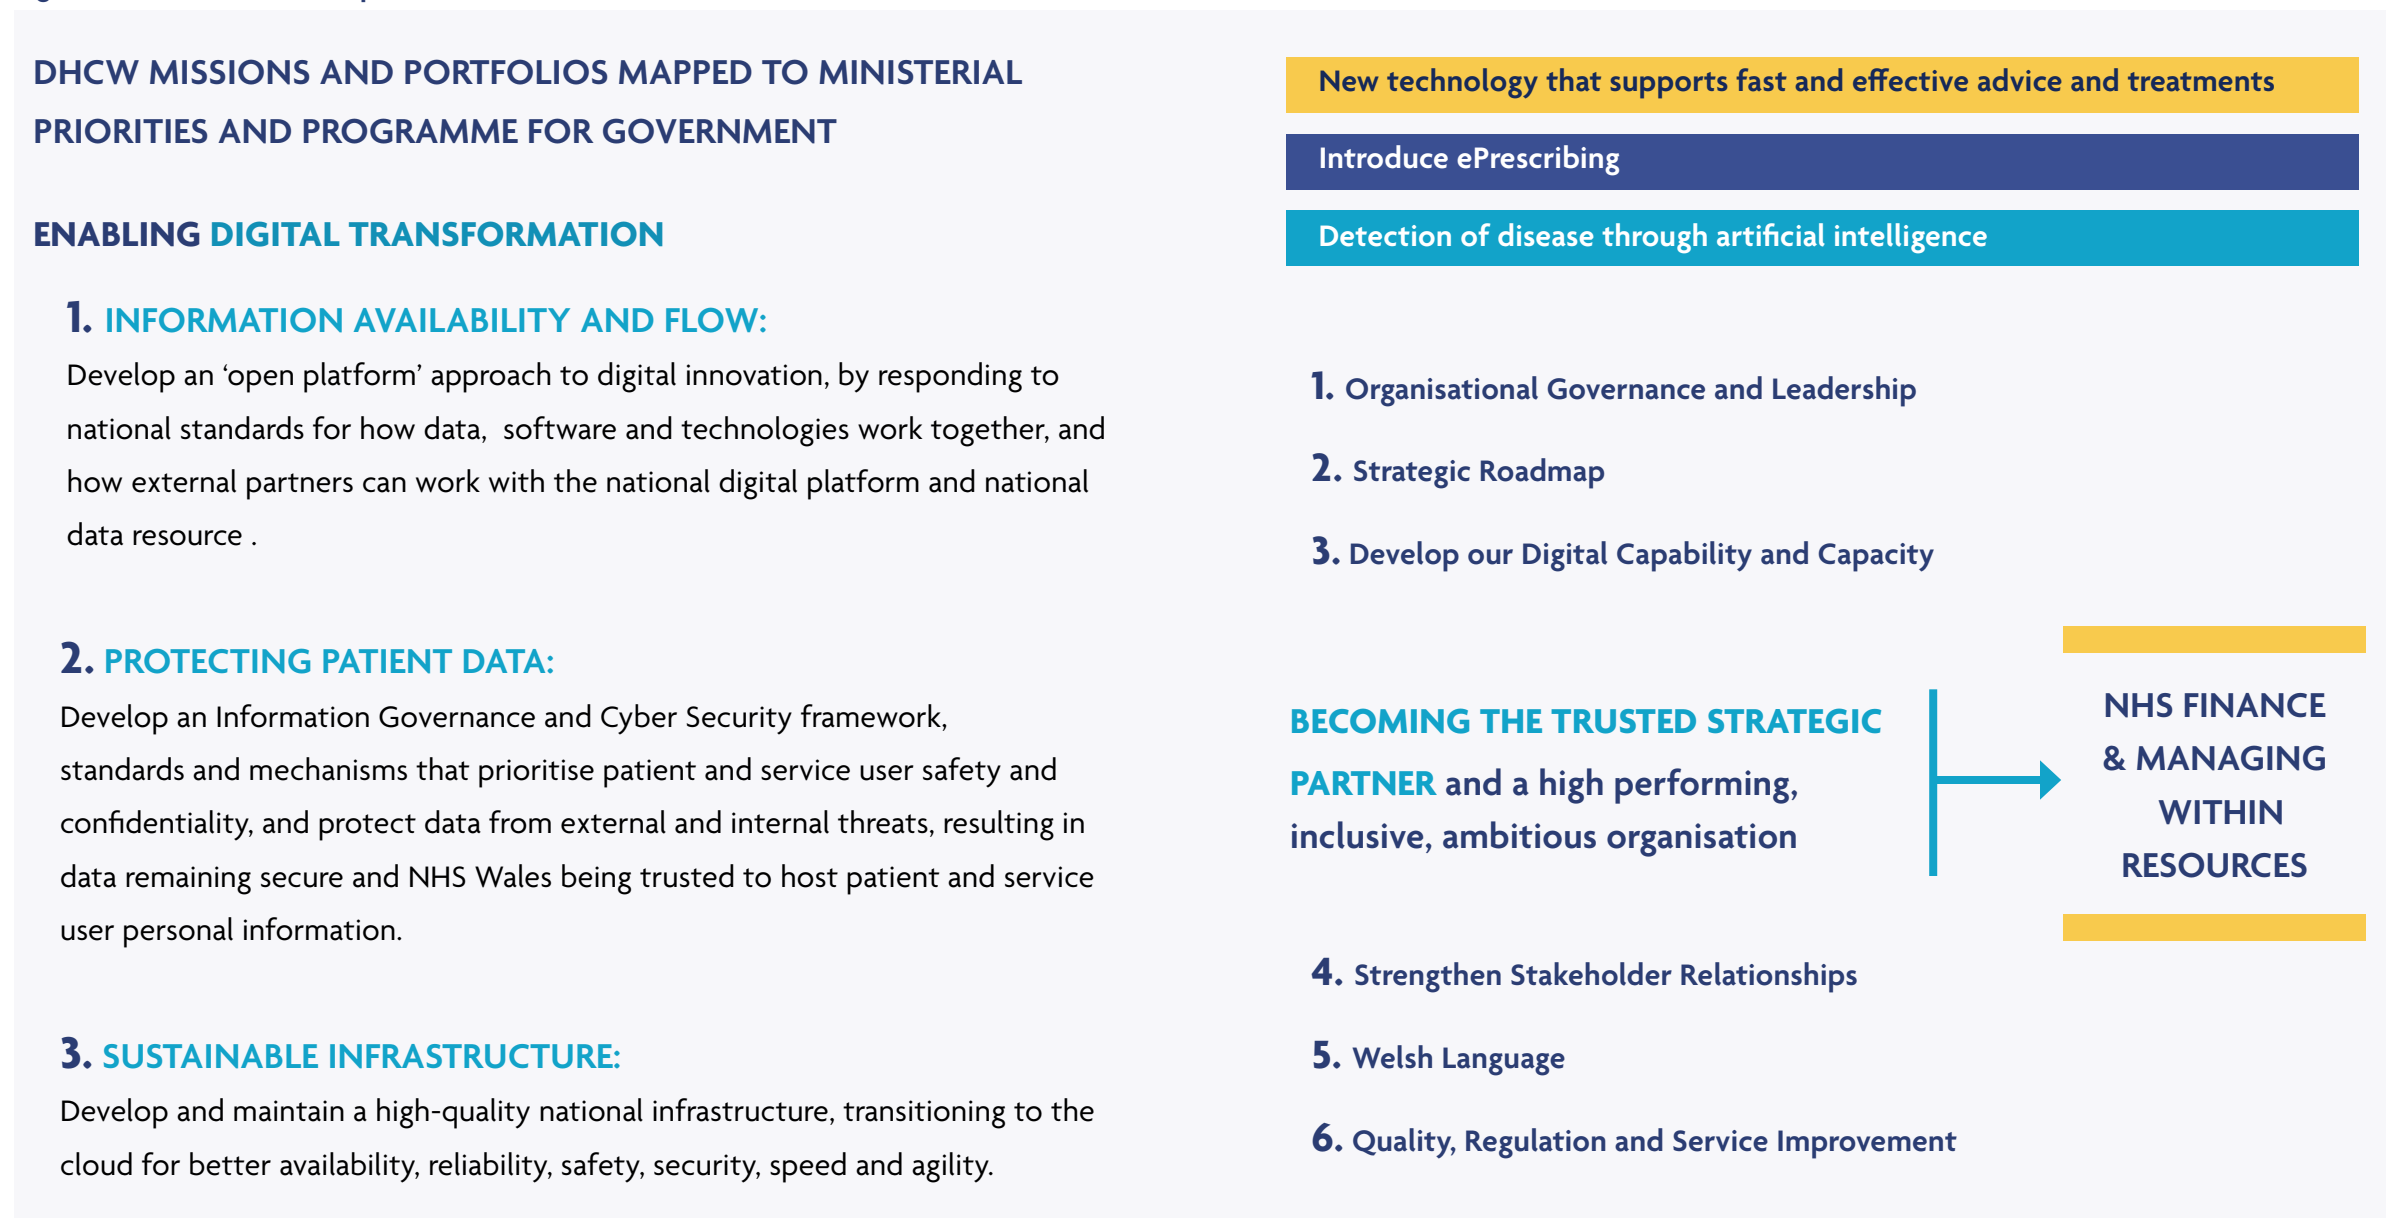 DHCW MISSIONS AND PORTFOLIOS MAPPED TO MINISTERIAL
PRIORITIES AND PROGRAMME FOR GOVERNMENT
ENABLING DIGITAL TRANSFORMATION
1. INFORMATION AVAILABILITY AND FLOW:
Develop an ‘open platform’ approach to digital innovation, by responding to
national standards for how data, software and technologies work together, and
how external partners can work with the national digital platform and national
data resource .
2. PROTECTING PATIENT DATA:
Develop an Information Governance and Cyber Security framework,
standards and mechanisms that prioritise patient and service user safety and
confidentiality, and protect data from external and internal threats, resulting in
data remaining secure and NHS Wales being trusted to host patient and service
user personal information.
3. SUSTAINABLE INFRASTRUCTURE:
Develop and maintain a high-quality national infrastructure, transitioning to the
cloud for better availability, reliability, safety, security, speed and agility.
New technology that supports fast and effective advice and treatments
Introduce ePrescribing
Detection of disease through artificial intelligence
1. Organisational Governance and Leadership
2. Strategic Roadmap
3. Develop our Digital Capability and Capacity
BECOMING THE TRUSTED STRATEGIC
PARTNER and a high performing,
inclusive, ambitious organisation
NHS FINANCE
& MANAGING
WITHIN
RESOURCES
4. Strengthen Stakeholder Relationships
5. Welsh Language
6. Quality, Regulation and Service Improvement